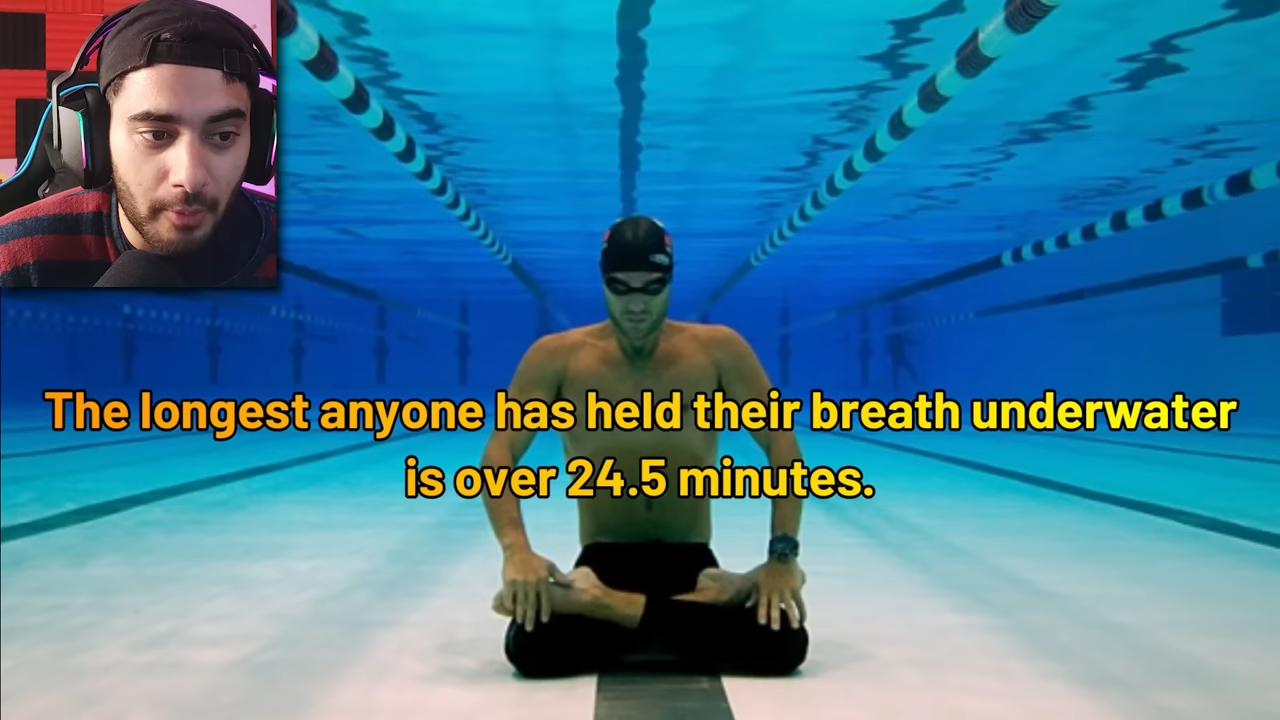 The longest anyone has held their breath underwater
is over 24.5 minutes.